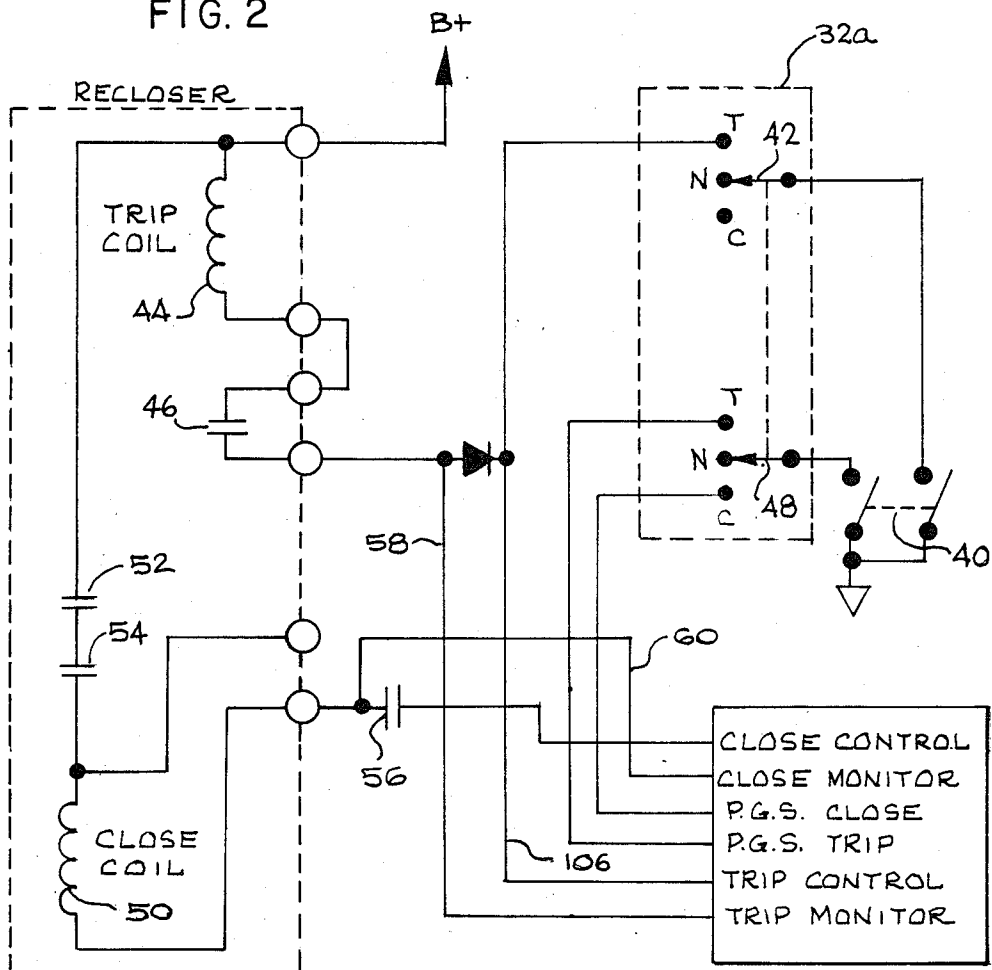 FIG. 2
B+
32a
RECLOSER
T
42
N
C
TRIP
COIL
44
46
T
N
48
C
58
40
52
54
60
56
CLOSE CONTROL
CLOSE MONITOR
P.G.S. CLOSE
P.G.S. TRIP
TRIP CONTROL
TRIP MONITOR
CLOSE
COIL
106
50